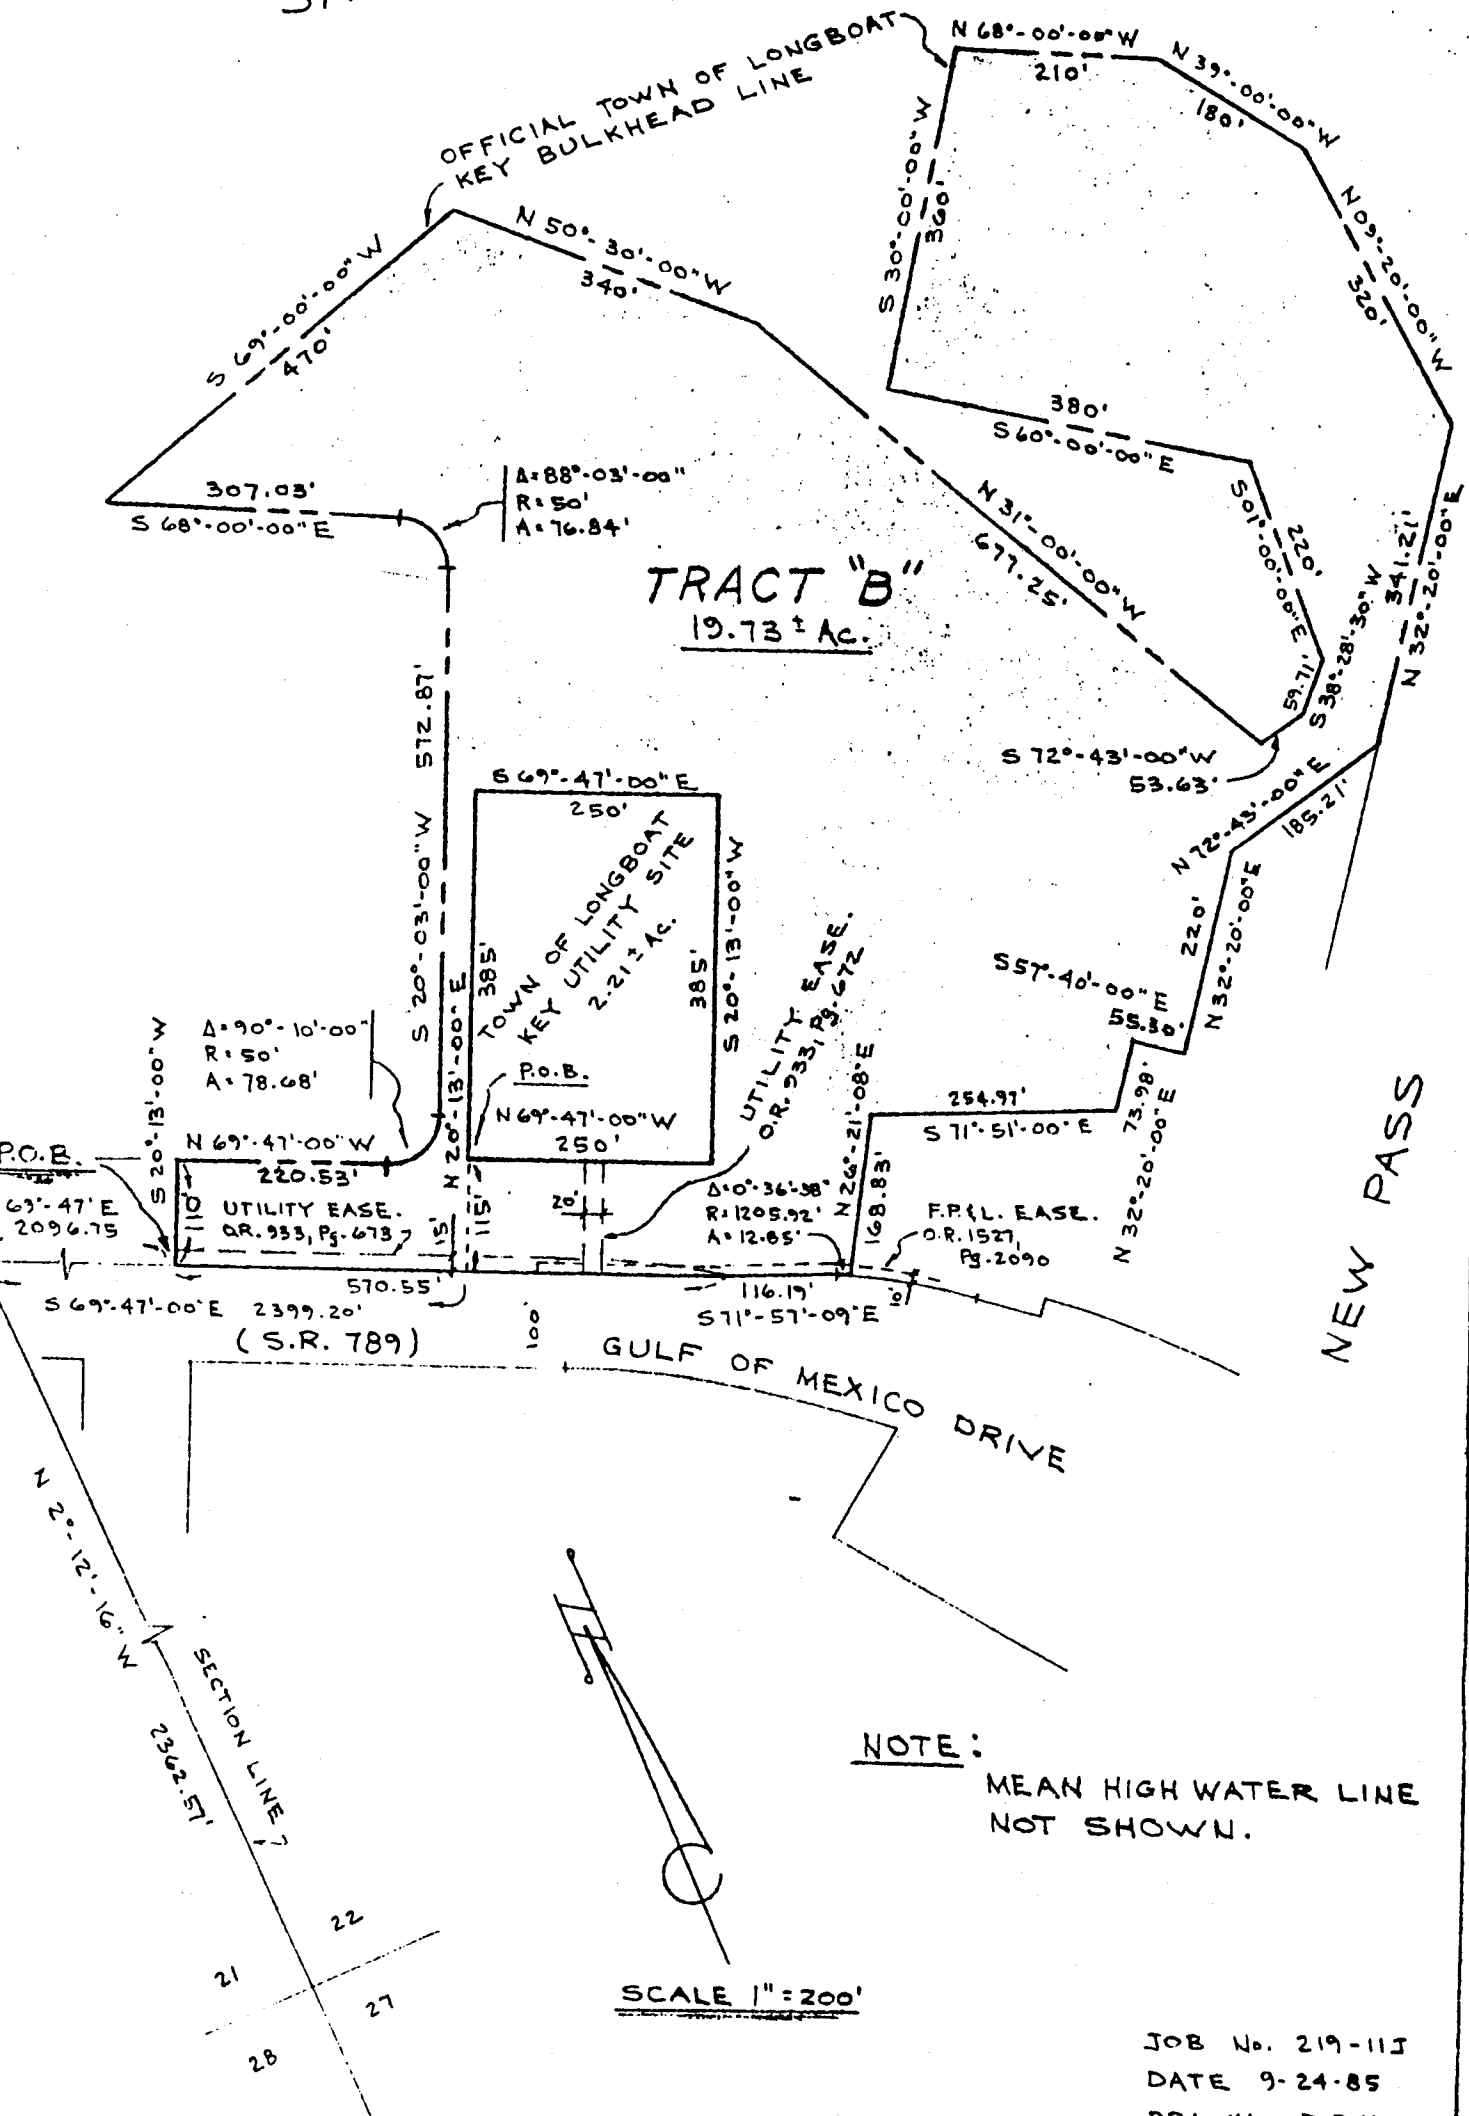 OFFICIAL TOWN OF LONGBOAT
KEY BULKHEAD LINE
N 68°-00'-00" W
210'
N 39°-00'-00" W
180'
S 30°-00'-00" W
360'
N 09°-20'-00" W
320'
N 50°-30'-00" W
340'
S 69°-00'-00" W
470'
380'
S 60°-00'-00" E
307.03'
S 68°-00'-00" E
Δ=88°-03'-00"
R=50'
A=76.84'
N 31°-00'-00" W
677.25'
S 01°-00'-00" E
220'
341.21'
N 32°-20'-00" E
TRACT "B"
19.73 ± Ac.
S 38°-28'-30" W
59.71'
S 72°-43'-00" W
53.63'
S 20°-03'-00" W 572.87'
S 69°-47'-00" E
250'
N 72°-43'-00" E
185.21'
TOWN OF LONGBOAT
KEY UTILITY SITE
2.21 ± Ac.
385'
385'
S 20°-13'-00" W
UTILITY EASE.
O.R. 933, Pg. 672
220'
N 32°-20'-00" E
S 57°-40'-00" E
55.30'
Δ=90°-10'-00"
R=50'
A=78.68'
S 20°-13'-00" W
N 20°-13'-00" E
P.O.B.
N 69°-47'-00" W
250'
254.97'
S 71°-51'-00" E
73.98'
N 32°-20'-00" E
N 26°-21'-08" E
168.83'
P.O.B.
N 69°-47'-00" W
220.53'
69°-47' E
2096.75
110'
UTILITY EASE.
O.R. 933, Pg. 673
15'
115'
20'
Δ=0°-36'-38"
R=1205.92'
A=12.85'
F.P.&L. EASE.
O.R. 1527,
Pg. 2090
570.55'
116.19'
10'
S 69°-47'-00" E 2399.20'
S 71°-57'-09" E
(S.R. 789)
100'
GULF OF MEXICO DRIVE
NEW PASS
N 2°-12'-16" W
2362.57'
SECTION LINE
22
21
27
28
SCALE 1"=200'
NOTE:
MEAN HIGH WATER LINE
NOT SHOWN.
JOB No. 219-11J
DATE 9-24-85